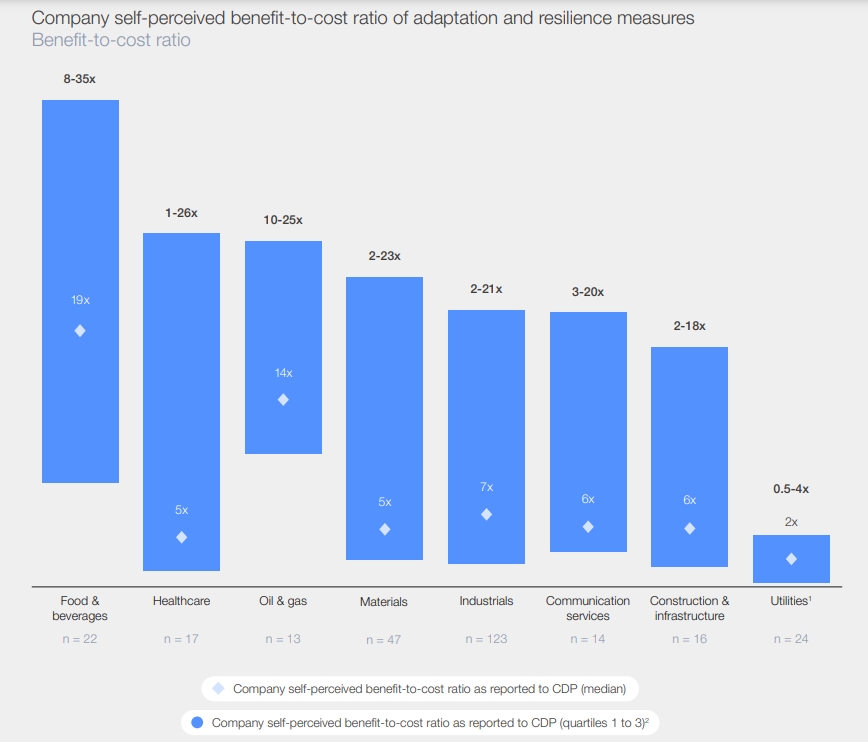 Company self-perceived benefit-to-cost ratio of adaptation and resilience measures
Benefit-to-cost ratio
8-35x
1-26x
10-25x
2-23x
2-21x
3-20x
2-18x
0.5-4x
19x
5x
14x
5x
7x
6x
6x
2x
Food & beverages
Healthcare
Oil & gas
Materials
Industrials
Communication services
Construction & infrastructure
Utilities¹
n = 22
n = 17
n = 13
n = 47
n = 123
n = 14
n = 16
n = 24
Company self-perceived benefit-to-cost ratio as reported to CDP (median)
Company self-perceived benefit-to-cost ratio as reported to CDP (quartiles 1 to 3)²